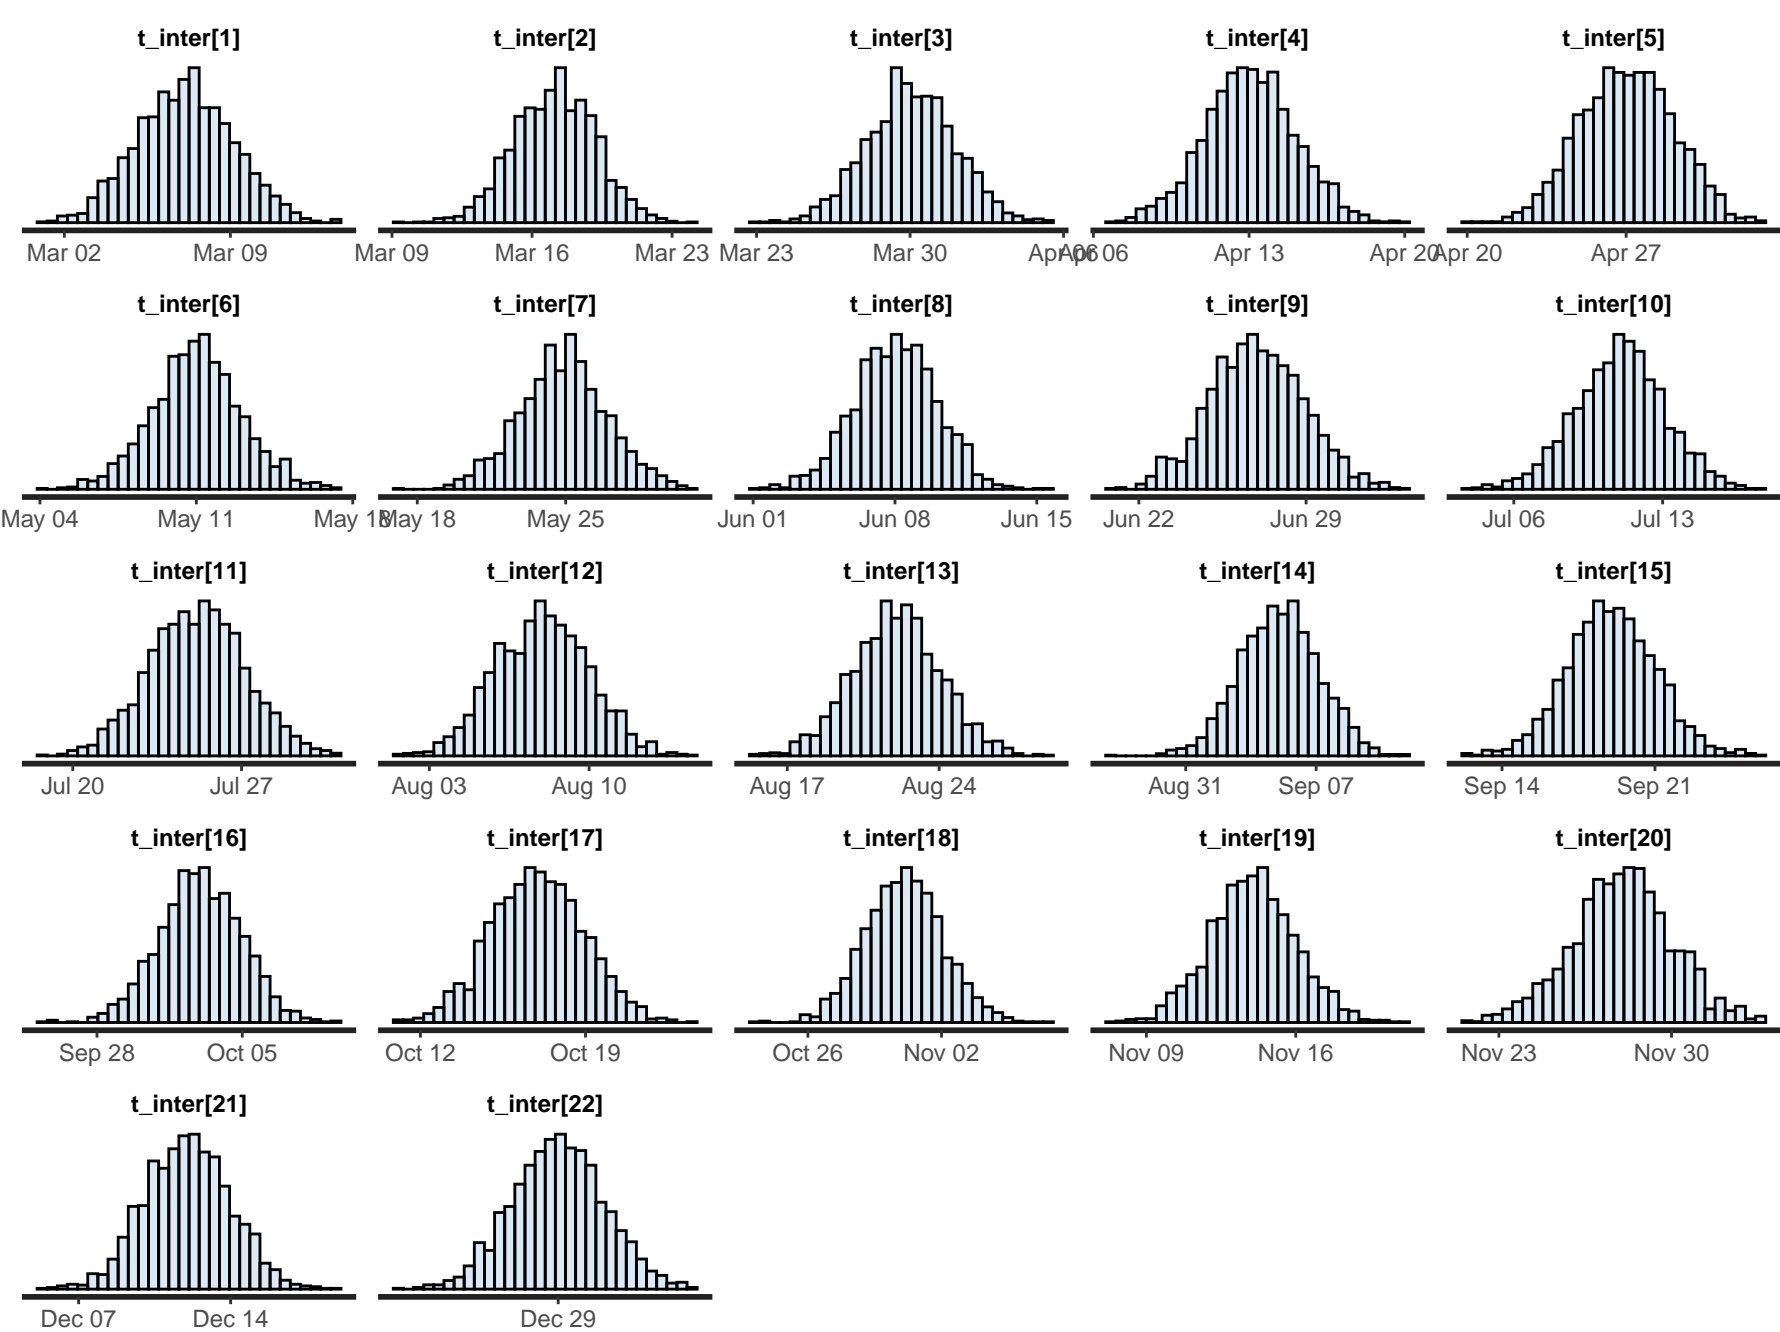 t_inter[1] t_inter[2] t_inter[3] t_inter[4] t_inter[5]
Mar 02 Mar 09 Mar 09 Mar 16 Mar 23 Mar 23 Mar 30 Apr 06 Apr 06 Apr 13 Apr 20 Apr 20 Apr 27
t_inter[6] t_inter[7] t_inter[8] t_inter[9] t_inter[10]
May 04 May 11 May 18 May 18 May 25 Jun 01 Jun 08 Jun 15 Jun 22 Jun 29 Jul 06 Jul 13
t_inter[11] t_inter[12] t_inter[13] t_inter[14] t_inter[15]
Jul 20 Jul 27 Aug 03 Aug 10 Aug 17 Aug 24 Aug 31 Sep 07 Sep 14 Sep 21
t_inter[16] t_inter[17] t_inter[18] t_inter[19] t_inter[20]
Sep 28 Oct 05 Oct 12 Oct 19 Oct 26 Nov 02 Nov 09 Nov 16 Nov 23 Nov 30
t_inter[21] t_inter[22]
Dec 07 Dec 14 Dec 29